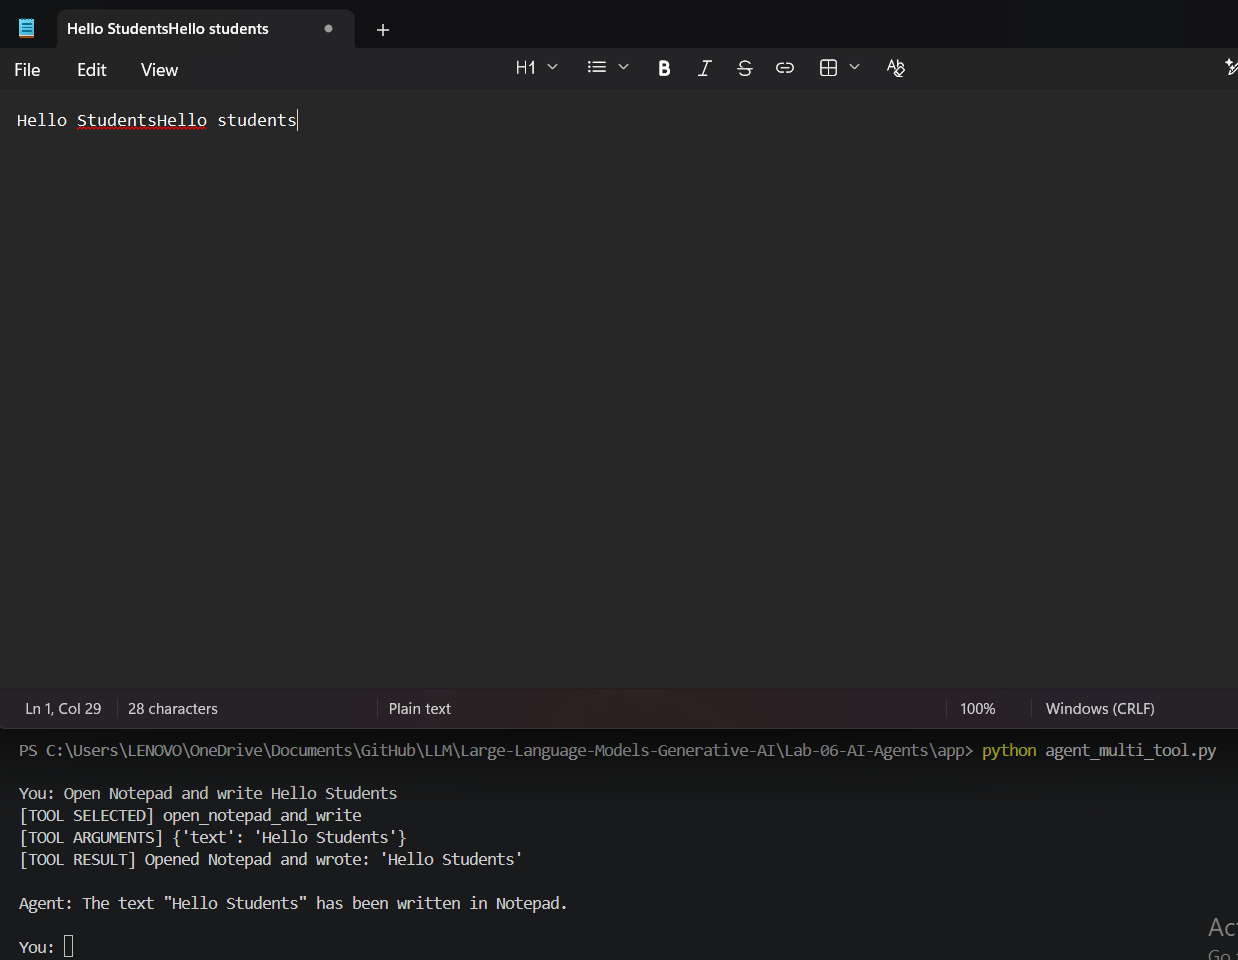 Hello StudentsHello students
File Edit View H1 B I S
Hello StudentsHello students
Ln 1, Col 29 28 characters Plain text 100% Windows (CRLF)
PS C:\Users\LENOVO\OneDrive\Documents\GitHub\LLM\Large-Language-Models-Generative-AI\Lab-06-AI-Agents\app> python agent_multi_tool.py
You: Open Notepad and write Hello Students
[TOOL SELECTED] open_notepad_and_write
[TOOL ARGUMENTS] {'text': 'Hello Students'}
[TOOL RESULT] Opened Notepad and wrote: 'Hello Students'
Agent: The text "Hello Students" has been written in Notepad.
You: